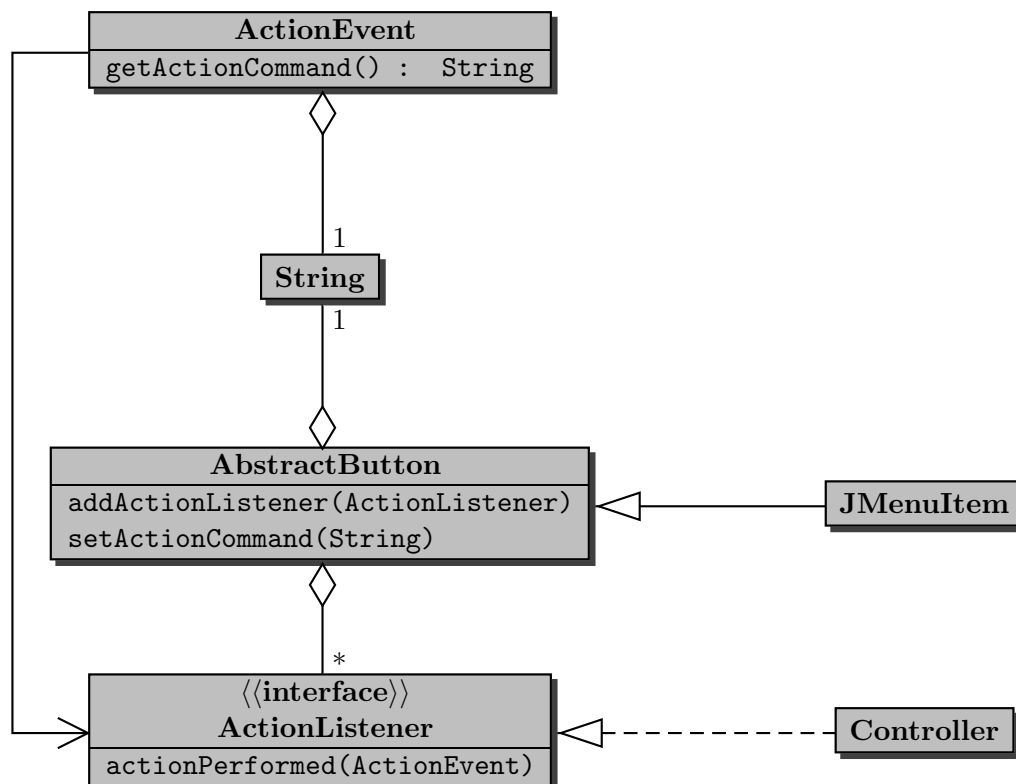 ActionEvent
getActionCommand() : String
1
String
1
AbstractButton
addActionListener(ActionListener)
setActionCommand(String)
JMenuItem
*
⟨⟨interface⟩⟩
ActionListener
actionPerformed(ActionEvent)
Controller